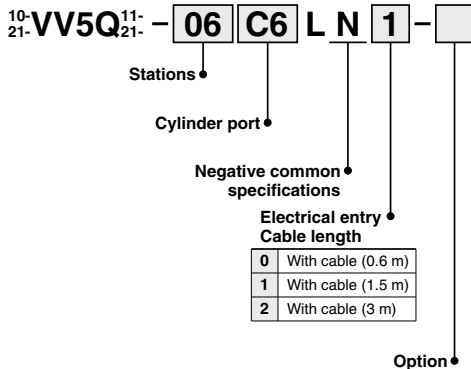 10-VV5Q11- – 06 C6 L N 1 –
21- 21-
Stations
Cylinder port
Negative common
specifications
Electrical entry
Cable length
0 With cable (0.6 m)
1 With cable (1.5 m)
2 With cable (3 m)
Option